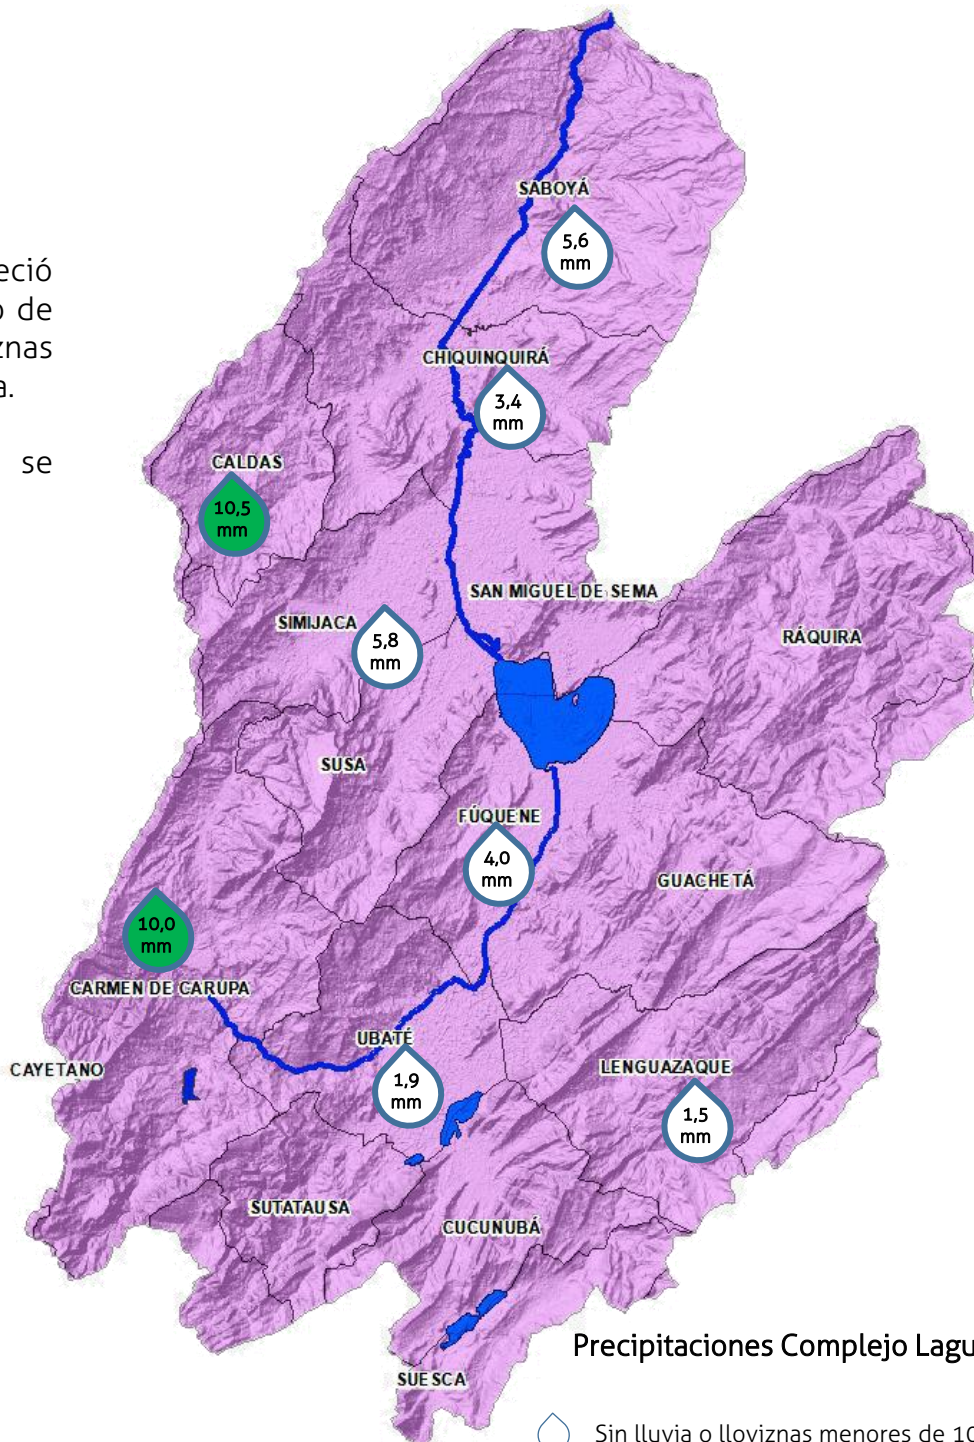 SABOYÁ
5,6
mm
eció
o de
znas
a.
CHIQUINQUIRÁ
3,4
mm
CALDAS
se
10,5
mm
SAN MIGUEL DE SEMA
SIMIJACA
5,8
mm
RÁQUIRA
SUSA
FÚQUENE
4,0
mm
GUACHETÁ
10,0
mm
CARMEN DE CARUPA
UBATÉ
CAYETANO
LENGUAZAQUE
1,9
mm
1,5
mm
SUTATAUSA
CUCUNUBÁ
Precipitaciones Complejo Lagu
SUESCA
Sin lluvia o lloviznas menores de 10